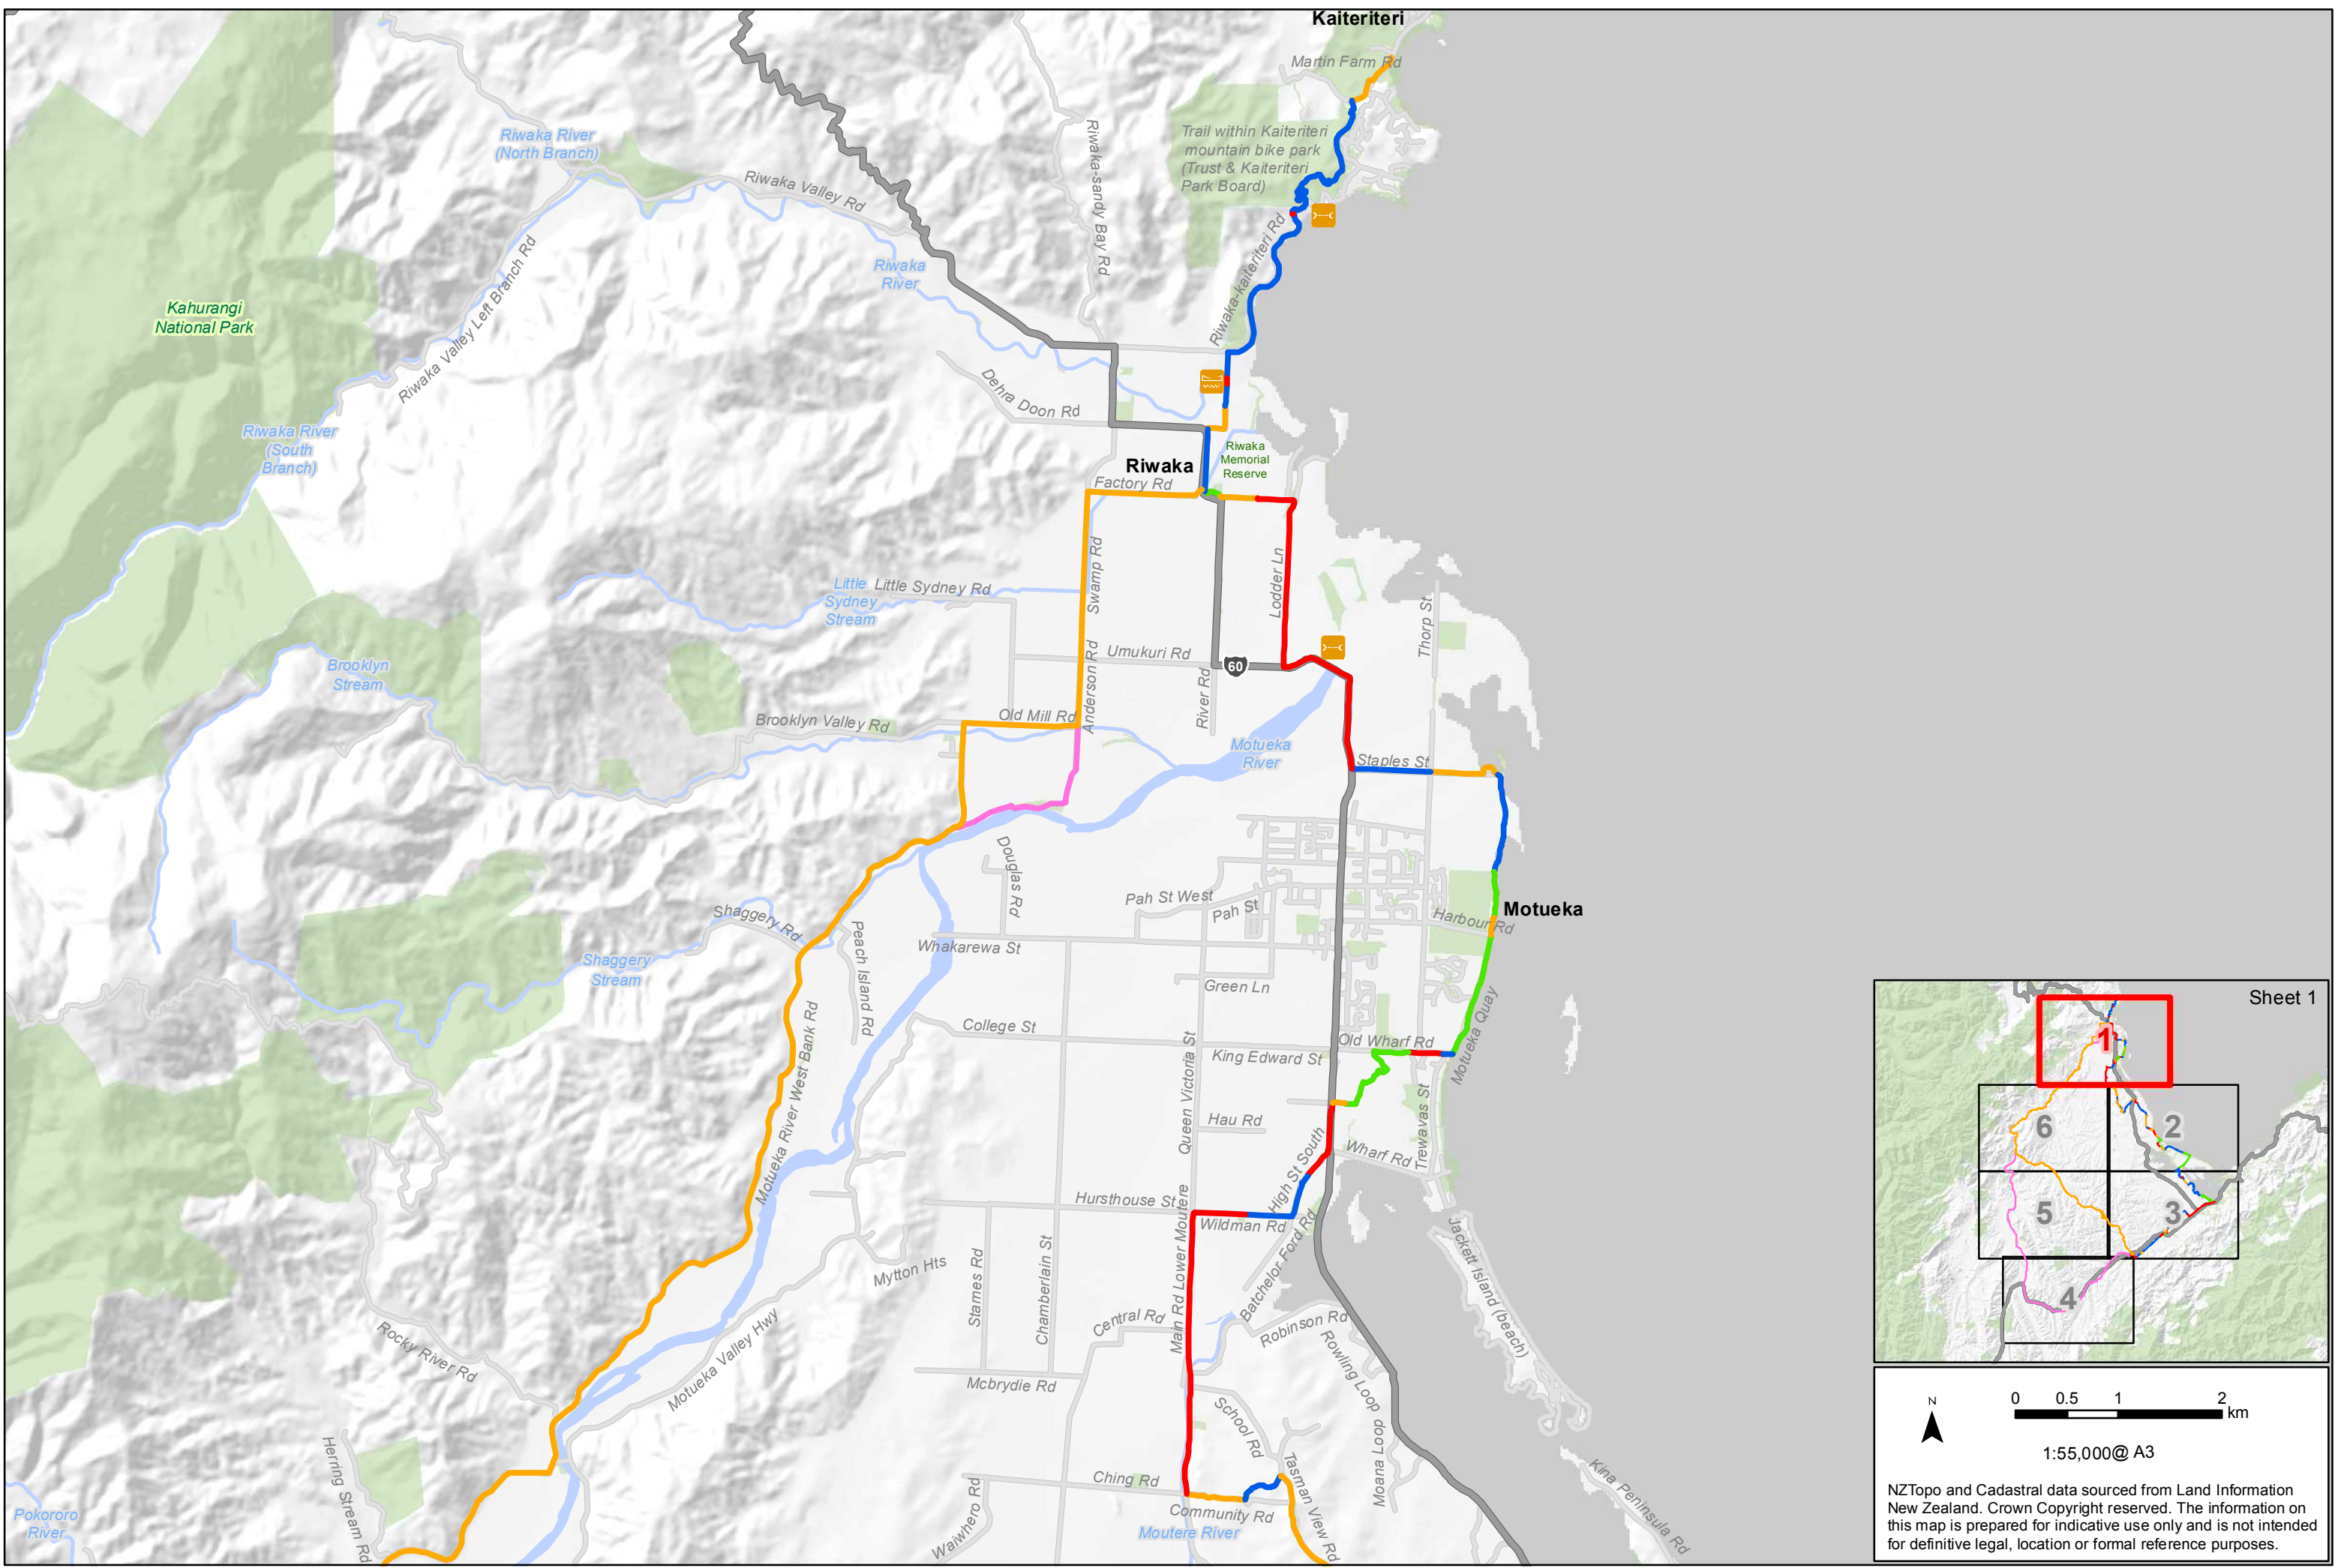 Kaiteriteri
Martin Farm Rd
Trail within Kaiteriteri
mountain bike park
(Trust & Kaiteriteri
Park Board)
Riwaka River
(North Branch)
Riwaka Valley Rd
Riwaka-sandy Bay Rd
Riwaka-kaiteriteri Rd
Riwaka
River
Riwaka Valley Left Branch Rd
Kahurangi
National Park
Dehra Doon Rd
Riwaka River
(South
Branch)
Riwaka
Memorial
Reserve
Riwaka
Factory Rd
Swamp Rd
Lodder Ln
Little
Sydney
Stream
Little Sydney Rd
Thorp St
Umukuri Rd
60
Anderson Rd
River Rd
Brooklyn
Stream
Brooklyn Valley Rd
Old Mill Rd
Motueka
River
Staples St
Douglas Rd
Pah St West
Pah St
Motueka
Harbour Rd
Shaggery Rd
Peach Island Rd
Whakarewa St
Shaggery
Stream
Green Ln
Motueka Quay
College St
King Edward St
Old Wharf Rd
Motueka River West Bank Rd
Queen Victoria St
Hau Rd
High St South
Wharf Rd
Trewavas St
Hursthouse St
Wildman Rd
Main Rd Lower Moutere
Batchelor Ford Rd
Jackett Island (beach)
Mytton Hts
Starnes Rd
Chamberlain St
Central Rd
Robinson Rd
Rowling Loop
Rocky River Rd
Motueka Valley Hwy
Mcbrydie Rd
School Rd
Moana Loop
Herring Stream Rd
Ching Rd
Tasman View Rd
Kina Peninsula Rd
Waiwhero Rd
Community Rd
Moutere River
Pokororo
River
Sheet 1
1
6
2
5
3
4
N
0 0.5 1 2
km
1:55,000@ A3
NZTopo and Cadastral data sourced from Land Information
New Zealand. Crown Copyright reserved. The information on
this map is prepared for indicative use only and is not intended
for definitive legal, location or formal reference purposes.